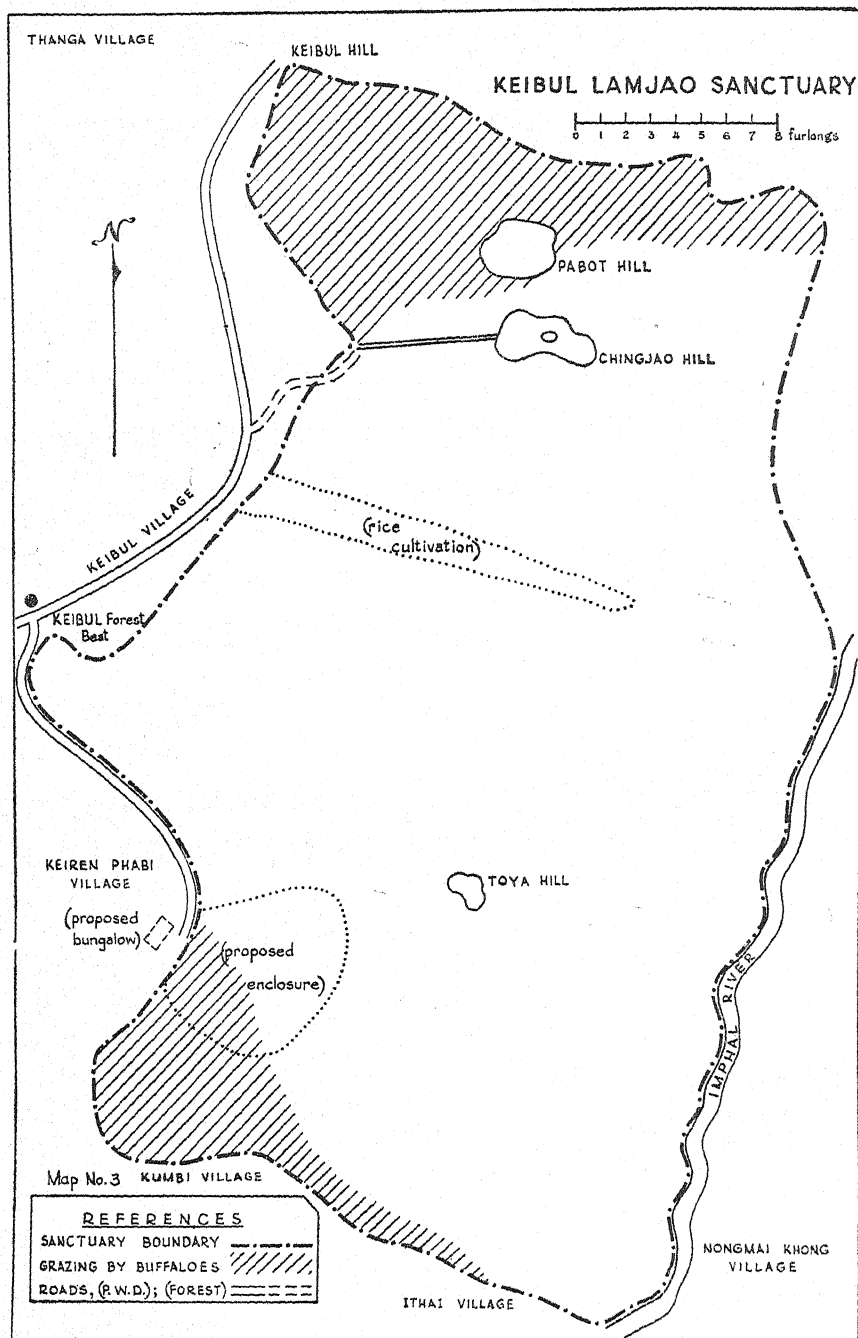 THANGA VILLAGE
KEIBUL HILL
KEIBUL LAMJAO SANCTUARY
0 1 2 3 4 5 6 7 8 furlongs
N
PABOT HILL
CHINGJAO HILL
KEIBUL VILLAGE
(rice
cultivation)
KEIBUL Forest
Beat
KEIREN PHABI
VILLAGE
TOYA HILL
(proposed
bungalow)
(proposed
enclosure)
IMPHAL RIVER
Map No.3 KUMBI VILLAGE
REFERENCES
SANCTUARY BOUNDARY
GRAZING BY BUFFALOES
ROADS, (P.W.D.); (FOREST)
NONGMAI KHONG
VILLAGE
ITHAI VILLAGE